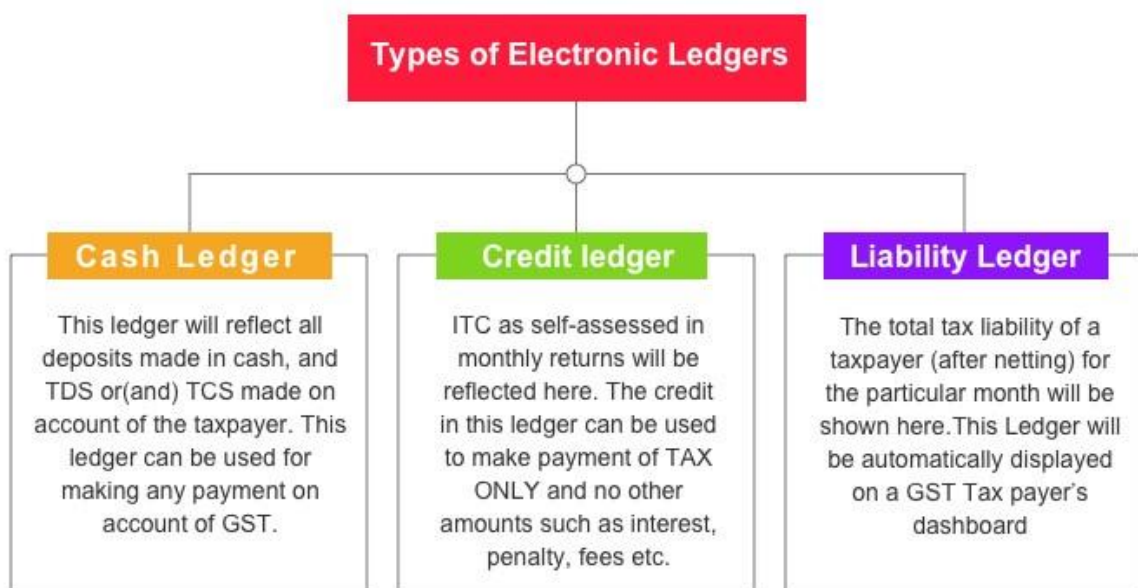 Types of Electronic Ledgers
Cash Ledger
This ledger will reflect all
deposits made in cash, and
TDS or(and) TCS made on
account of the taxpayer. This
ledger can be used for
making any payment on
account of GST.
Credit ledger
ITC as self-assessed in
monthly returns will be
reflected here. The credit
in this ledger can be used
to make payment of TAX
ONLY and no other
amounts such as interest,
penalty, fees etc.
Liability Ledger
The total tax liability of a
taxpayer (after netting) for
the particular month will be
shown here.This Ledger will
be automatically displayed
on a GST Tax payer's
dashboard